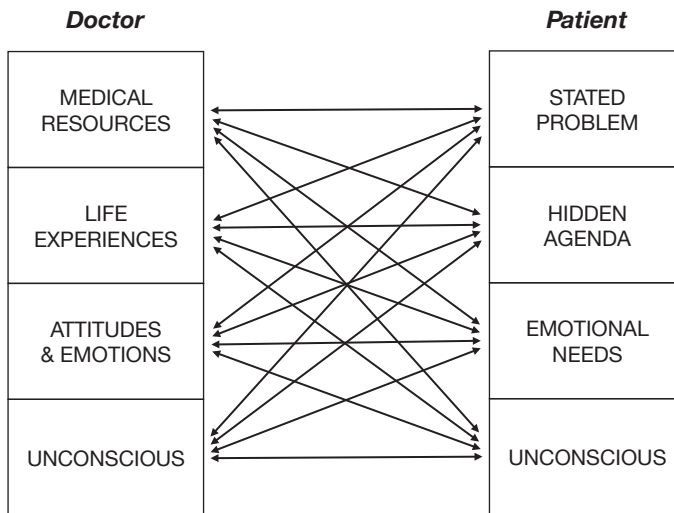 Doctor
Patient
MEDICAL
RESOURCES
STATED
PROBLEM
LIFE
EXPERIENCES
HIDDEN
AGENDA
ATTITUDES
& EMOTIONS
EMOTIONAL
NEEDS
UNCONSCIOUS
UNCONSCIOUS